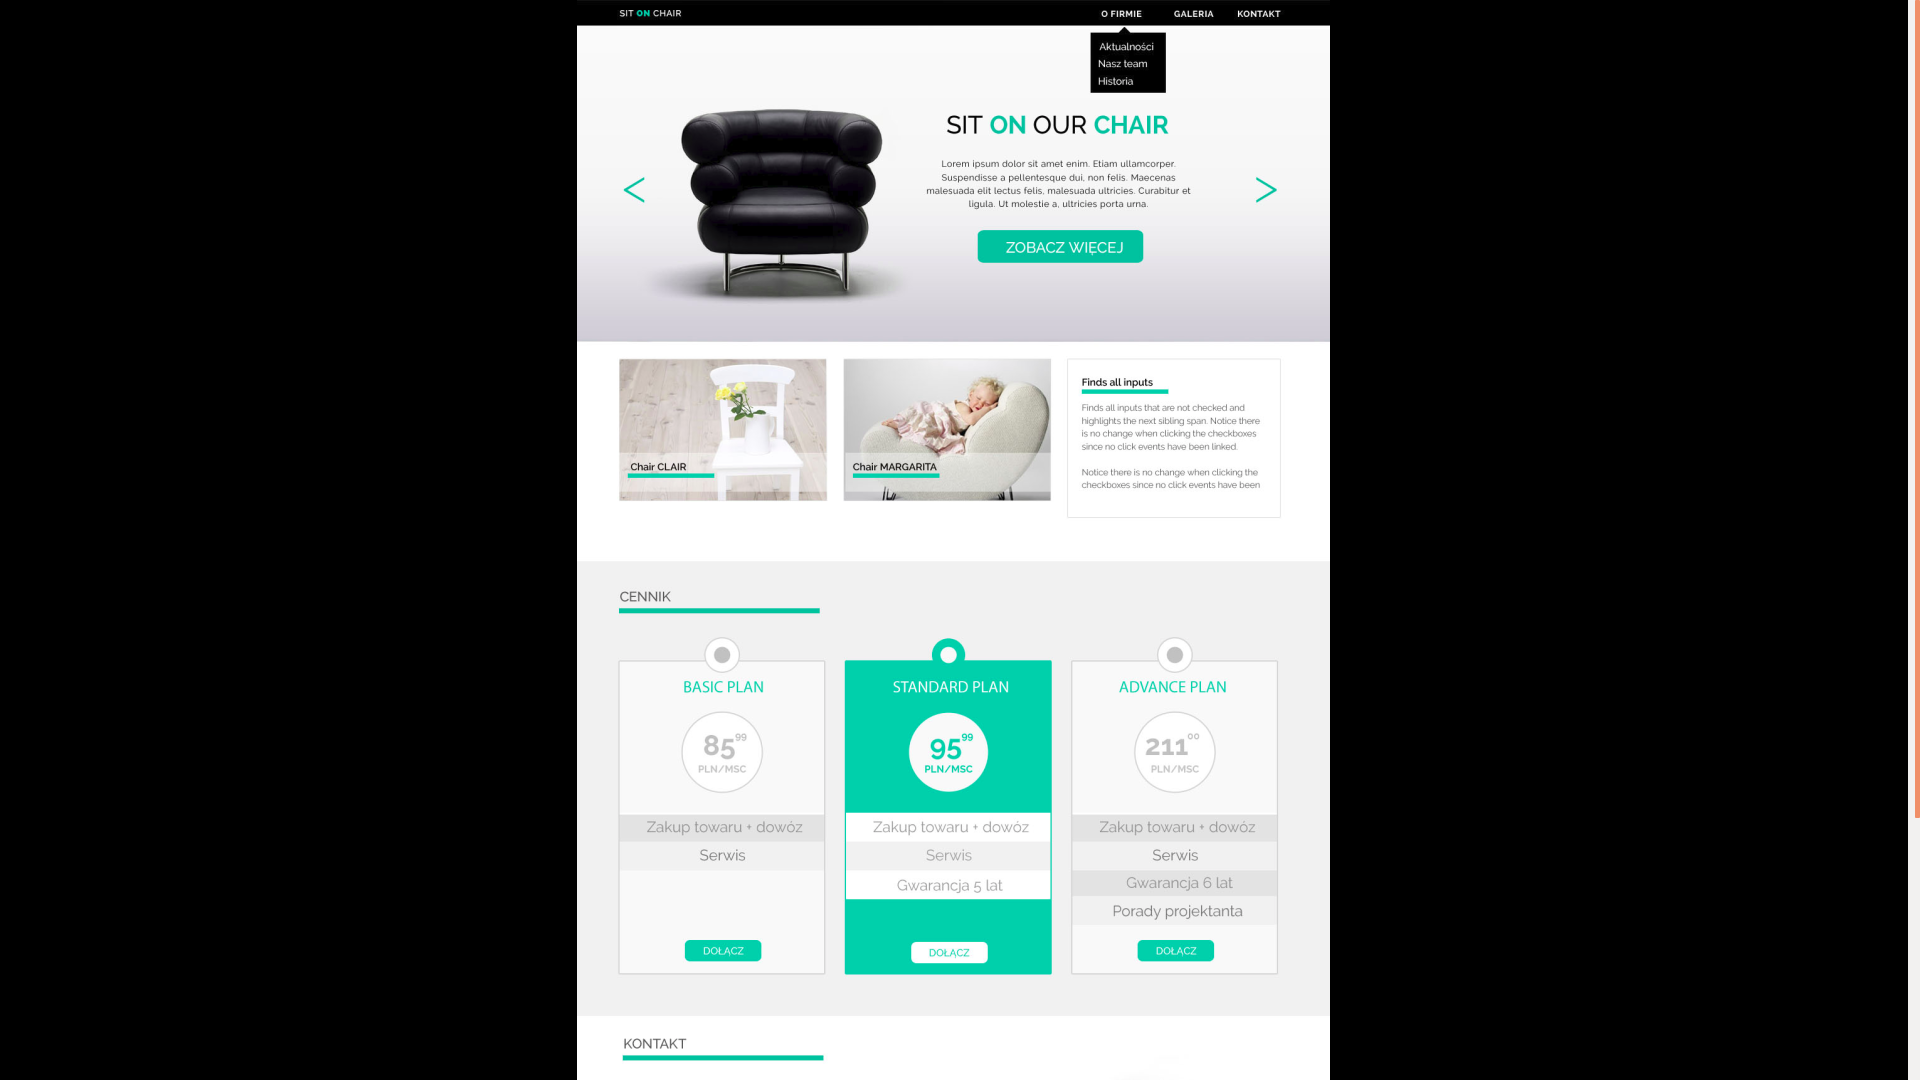 SIT ON CHAIR
O FIRMIE GALERIA KONTAKT
Aktualności
Nasz team
Historia
SIT ON OUR CHAIR
Lorem ipsum dolor sit amet enim. Etiam ullamcorper.
Suspendisse a pellentesque dui, non felis. Maecenas
malesuada elit lectus felis, malesuada ultricies. Curabitur et
ligula. Ut molestie a, ultricies porta urna.
<
>
ZOBACZ WIĘCEJ
Chair CLAIR
Chair MARGARITA
Finds all inputs
Finds all inputs that are not checked and
highlights the next sibling span. Notice there
is no change when clicking the checkboxes
since no click events have been linked.
Notice there is no change when clicking the
checkboxes since no click events have been
CENNIK
BASIC PLAN
85 99
PLN/MSC
Zakup towaru + dowóz
Serwis
DOŁĄCZ
STANDARD PLAN
95 99
PLN/MSC
Zakup towaru + dowóz
Serwis
Gwarancja 5 lat
DOŁĄCZ
ADVANCE PLAN
211 00
PLN/MSC
Zakup towaru + dowóz
Serwis
Gwarancja 6 lat
Porady projektanta
DOŁĄCZ
KONTAKT